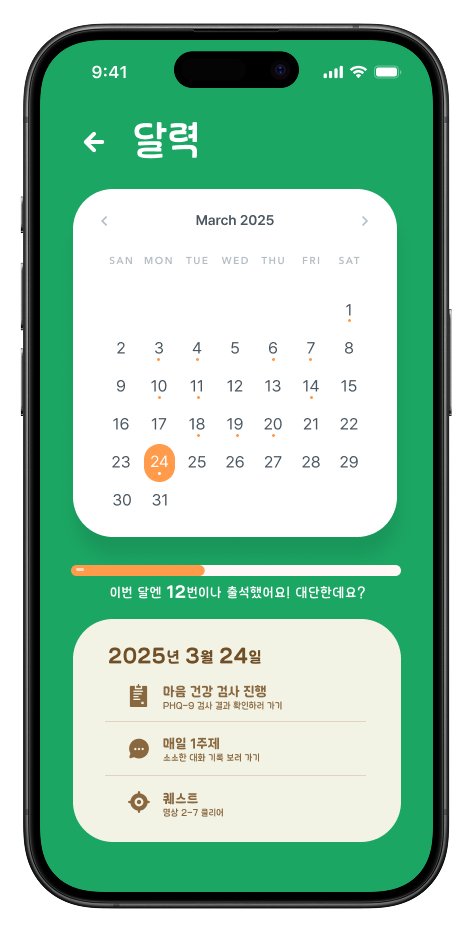 9:41
달력
March 2025
SAN MON TUE WED THU FRI SAT
1
2 3 4 5 6 7 8
9 10 11 12 13 14 15
16 17 18 19 20 21 22
23 24 25 26 27 28 29
30 31
이번 달엔 12번이나 출석했어요! 대단한데요?
2025년 3월 24일
마음 건강 검사 진행
PHQ-9 검사 결과 확인하러 가기
매일 1주제
소소한 대화 기록 보러 가기
퀘스트
명상 2-7 클리어